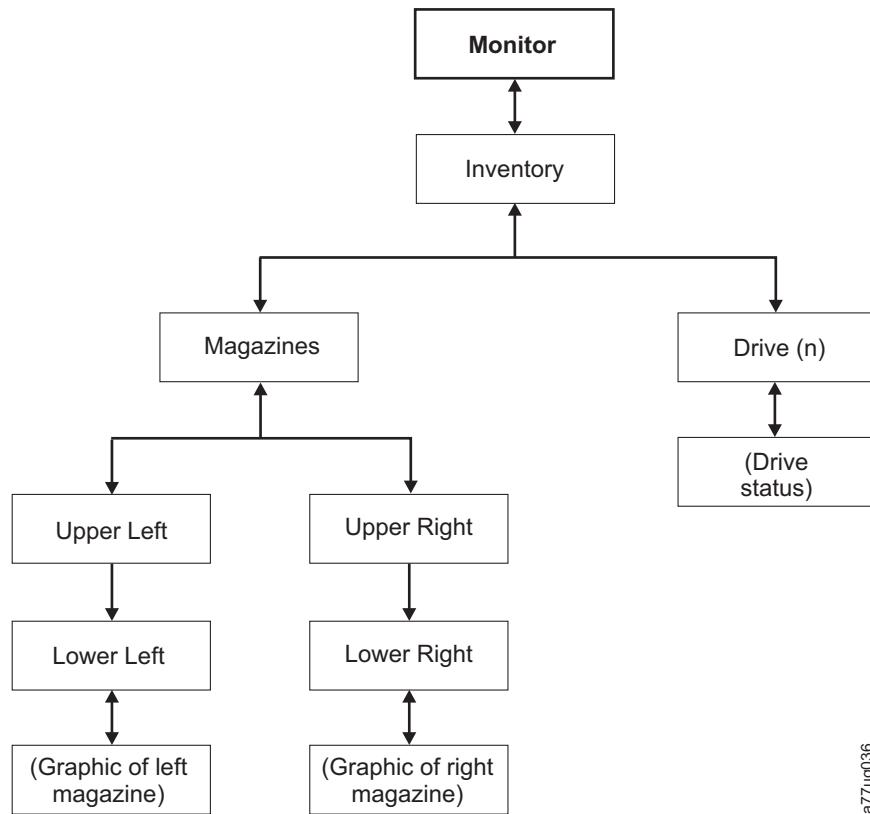 Monitor
Inventory
Magazines
Drive (n)
(Drive
status)
Upper Left
Upper Right
Lower Left
Lower Right
(Graphic of left
magazine)
(Graphic of right
magazine)
a77ug036